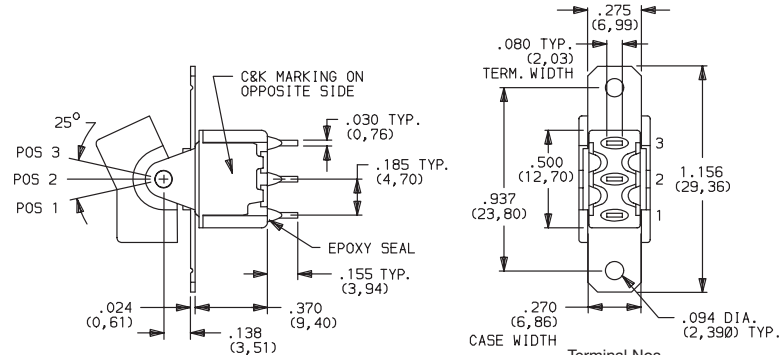 C&K MARKING ON
OPPOSITE SIDE
25°
POS 3
POS 2
POS 1
.030 TYP.
(0,76)
.185 TYP.
(4,70)
EPOXY SEAL
.155 TYP.
(3,94)
.024
(0,61)
.370
(9,40)
.138
(3,51)
.275
(6,99)
.080 TYP.
(2,03)
TERM. WIDTH
3
.500
(12,70)
2
1.156
(29,36)
.937
(23,80)
1
.270
(6,86)
CASE WIDTH
.094 DIA.
(2,39Ø) TYP.